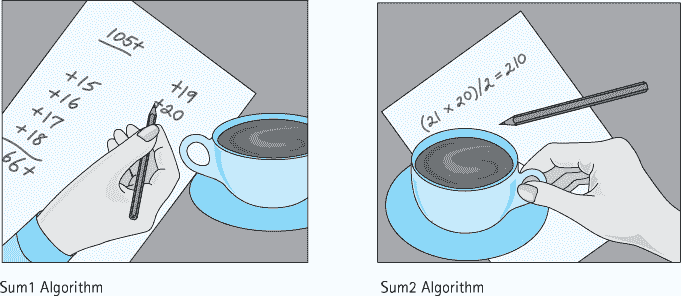 105+
+15
+16
+17
+18
66+
+19
+20
(21 x 20)/2 = 210
Sum1 Algorithm
Sum2 Algorithm